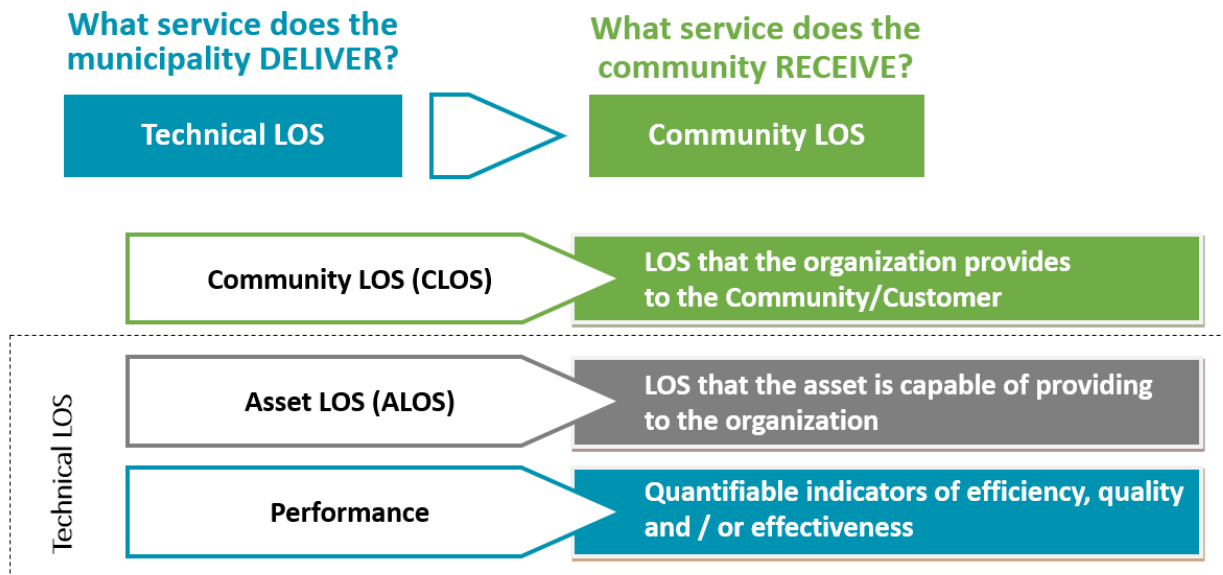 What service does the
municipality DELIVER?
What service does the
community RECEIVE?
Technical LOS
Community LOS
Community LOS (CLOS)
LOS that the organization provides
to the Community/Customer
Technical LOS
Asset LOS (ALOS)
LOS that the asset is capable of providing
to the organization
Performance
Quantifiable indicators of efficiency, quality
and / or effectiveness